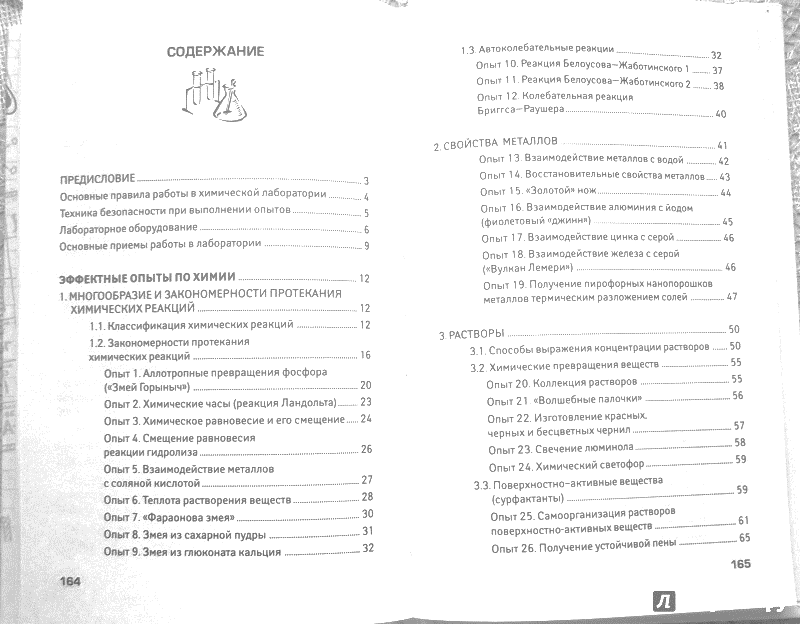 СОДЕРЖАНИЕ
ПРЕДИСЛОВИЕ 3
Основные правила работы в химической лаборатории 4
Техника безопасности при выполнении опытов 5
Лабораторное оборудование 6
Основные приемы работы в лаборатории 9
ЭФФЕКТНЫЕ ОПЫТЫ ПО ХИМИИ 12
1. МНОГООБРАЗИЕ И ЗАКОНОМЕРНОСТИ ПРОТЕКАНИЯ
ХИМИЧЕСКИХ РЕАКЦИЙ 12
1.1. Классификация химических реакций 12
1.2. Закономерности протекания
химических реакций 16
Опыт 1. Аллотропные превращения фосфора
(«Змей Горыныч») 20
Опыт 2. Химические часы (реакция Ландольта) 23
Опыт 3. Химическое равновесие и его смещение 24
Опыт 4. Смещение равновесия
реакции гидролиза 26
Опыт 5. Взаимодействие металлов
с соляной кислотой 27
Опыт 6. Теплота растворения веществ 28
Опыт 7. «Фараонова змея» 30
Опыт 8. Змея из сахарной пудры 31
Опыт 9. Змея из глюконата кальция 32
164
1.3. Автоколебательные реакции 32
Опыт 10. Реакция Белоусова—Жаботинского 1 37
Опыт 11. Реакция Белоусова—Жаботинского 2 38
Опыт 12. Колебательная реакция
Бриггса—Раушера 40
2. СВОЙСТВА МЕТАЛЛОВ 41
Опыт 13. Взаимодействие металлов с водой 42
Опыт 14. Восстановительные свойства металлов 43
Опыт 15. «Золотой» нож 44
Опыт 16. Взаимодействие алюминия с йодом
(фиолетовый «джинн») 45
Опыт 17. Взаимодействие цинка с серой 46
Опыт 18. Взаимодействие железа с серой
(«Вулкан Лемери») 46
Опыт 19. Получение пирофорных нанопорошков
металлов термическим разложением солей 47
3. РАСТВОРЫ 50
3.1. Способы выражения концентрации растворов 50
3.2. Химические превращения веществ 55
Опыт 20. Коллекция растворов 55
Опыт 21 «Волшебные палочки» 56
Опыт 22. Изготовление красных,
черных и бесцветных чернил 57
Опыт 23. Свечение люминола 58
Опыт 24. Химический светофор 59
3.3. Поверхностно-активные вещества
(сурфактанты) 59
Опыт 25. Самоорганизация растворов
поверхностно-активных веществ 61
Опыт 26. Получение устойчивой пены 65
165
Л